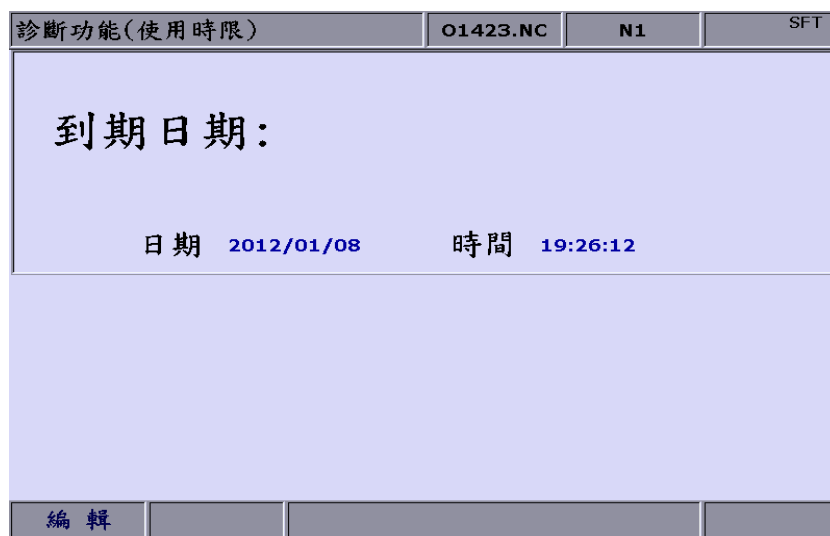 診斷功能(使用時限) O1423.NC N1 SFT
到期日期:
日期 2012/01/08 時間 19:26:12
編輯